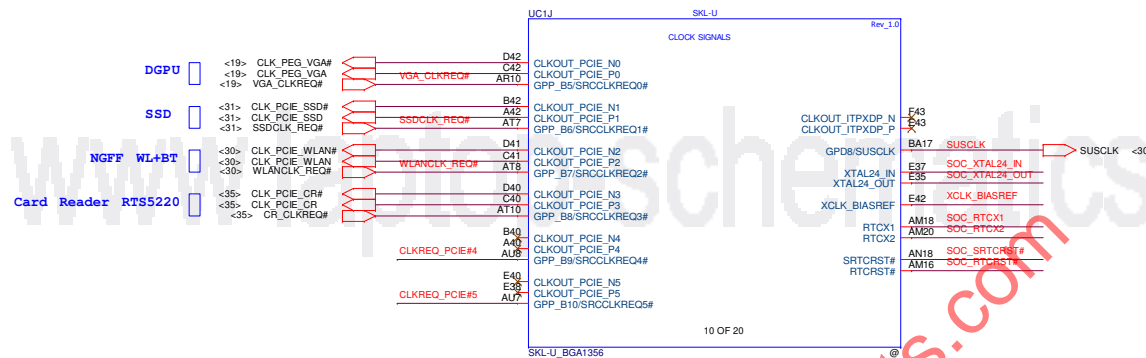 UC1J SKL-U
Rev_1.0
CLOCK SIGNALS
DGPU
<19> CLK_PEG_VGA# D42 CLKOUT_PCIE_N0
<19> CLK_PEG_VGA C42 CLKOUT_PCIE_P0
<19> VGA_CLKREQ# VGA_CLKREQ# AR10 GPP_B5/SRCCLKREQ0#
SSD
<31> CLK_PCIE_SSD# B42 CLKOUT_PCIE_N1
<31> CLK_PCIE_SSD A42 CLKOUT_PCIE_P1
<31> SSDCLK_REQ# SSDCLK_REQ# AT7 GPP_B6/SRCCLKREQ1#
NGFF WL+BT
<30> CLK_PCIE_WLAN# D41 CLKOUT_PCIE_N2
<30> CLK_PCIE_WLAN C41 CLKOUT_PCIE_P2
<30> WLANCLK_REQ# WLANCLK_REQ# AT8 GPP_B7/SRCCLKREQ2#
Card Reader RTS5220
<35> CLK_PCIE_CR# D40 CLKOUT_PCIE_N3
<35> CLK_PCIE_CR C40 CLKOUT_PCIE_P3
<35> CR_CLKREQ# AT10 GPP_B8/SRCCLKREQ3#
B40 CLKOUT_PCIE_N4
A40 CLKOUT_PCIE_P4
CLKREQ_PCIE#4 AU8 GPP_B9/SRCCLKREQ4#
E40 CLKOUT_PCIE_N5
E38 CLKOUT_PCIE_P5
CLKREQ_PCIE#5 AU7 GPP_B10/SRCCLKREQ5#
CLKOUT_ITPXDP_N
CLKOUT_ITPXDP_P
GPD8/SUSCLK BA17 SUSCLK SUSCLK <30
XTAL24_IN E37 SOC_XTAL24_IN
XTAL24_OUT E35 SOC_XTAL24_OUT
XCLK_BIASREF E42 XCLK_BIASREF
RTCX1 AM18 SOC_RTCX1
RTCX2 AM20 SOC_RTCX2
SRTCRST# AN18 SOC_SRTCRST#
RTCRST# AM16 SOC_RTCRST#
10 OF 20
SKL-U_BGA1356 @